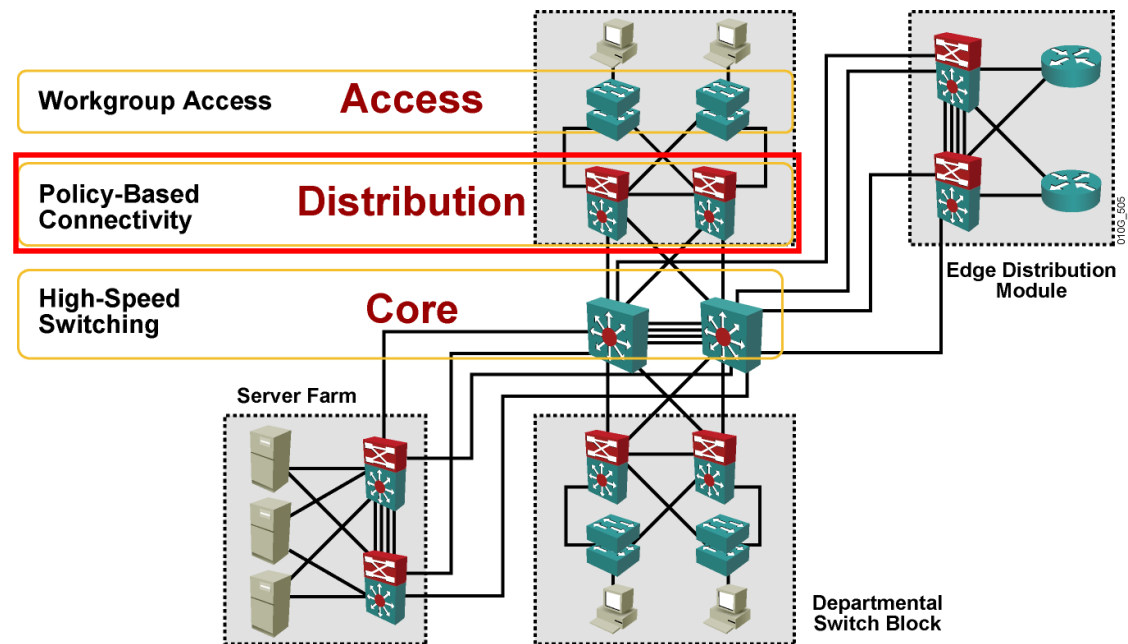 Workgroup Access
Access
Policy-Based
Connectivity
Distribution
High-Speed
Switching
Core
Edge Distribution
Module
010G_505
Server Farm
Departmental
Switch Block